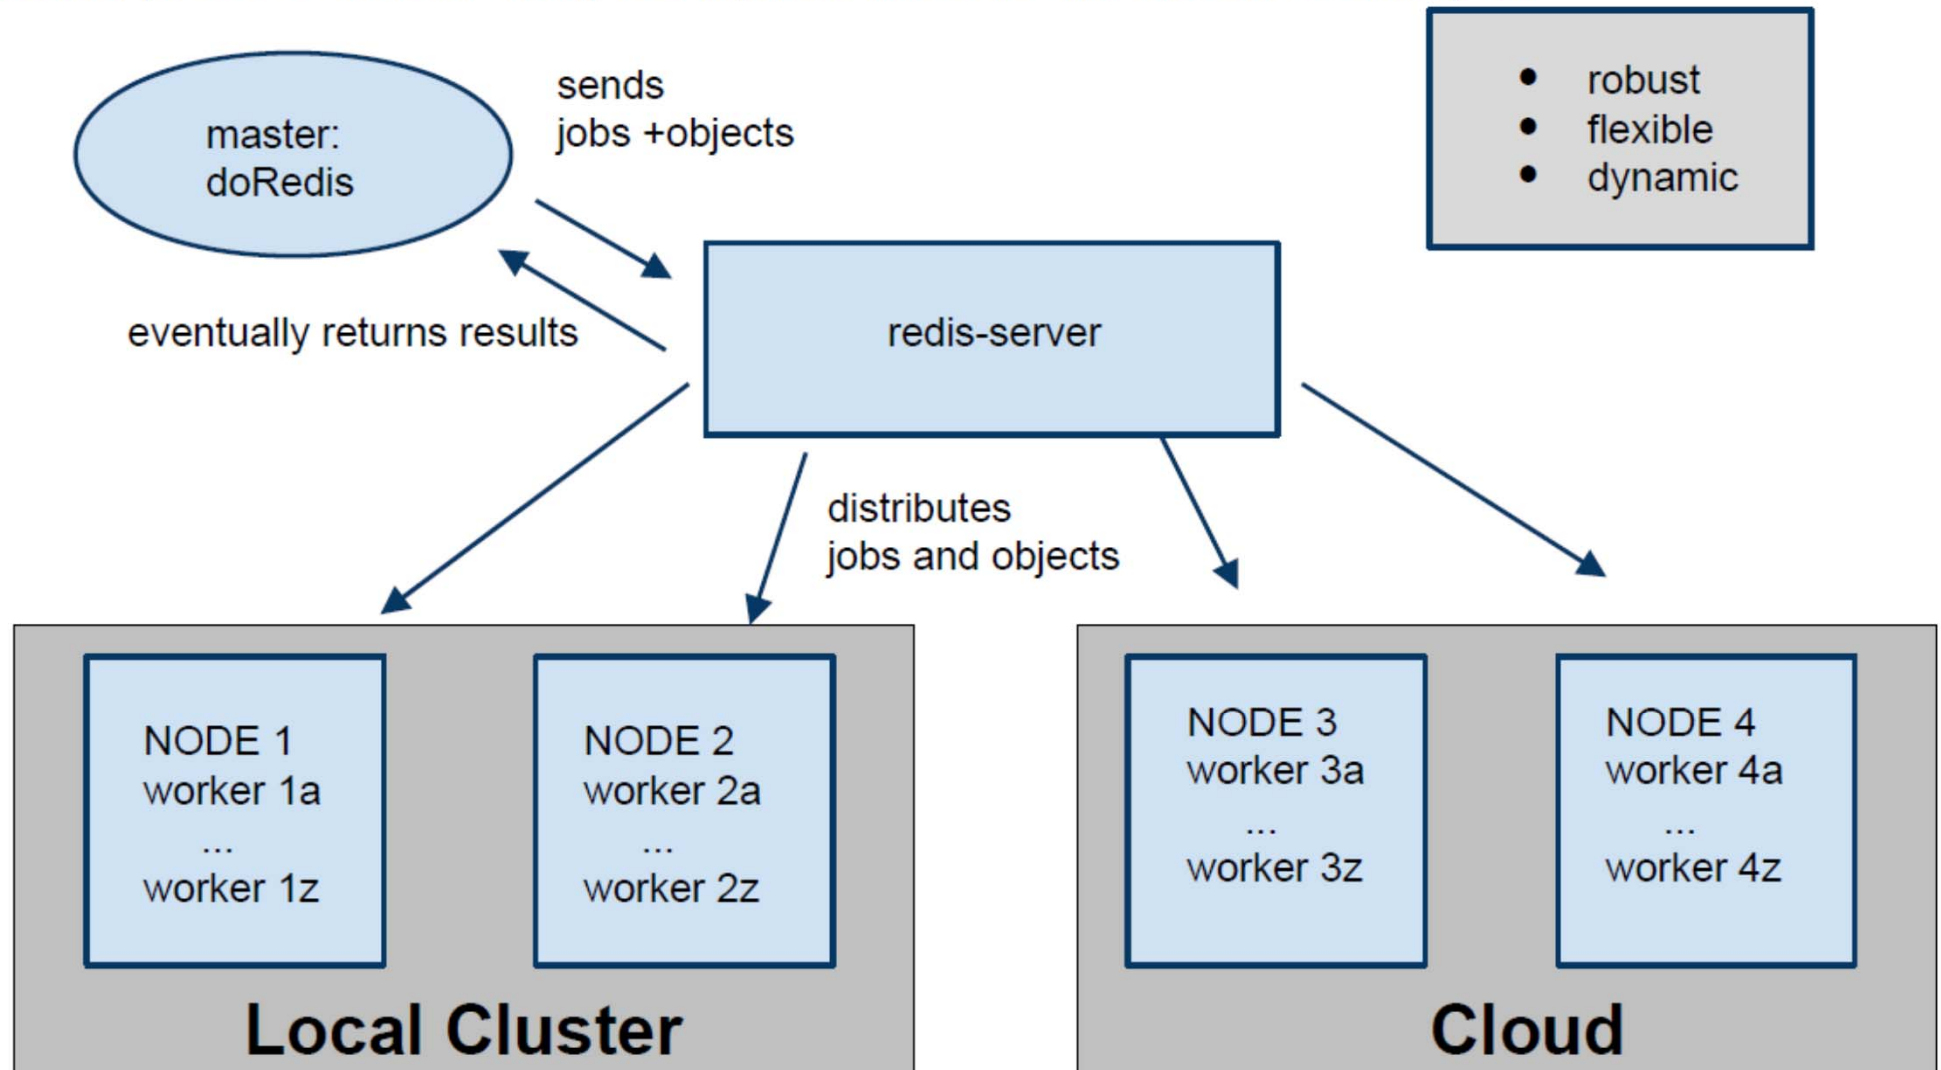 master:
doRedis
sends
jobs +objects
• robust
• flexible
• dynamic
eventually returns results
redis-server
distributes
jobs and objects
NODE 1
worker 1a
...
worker 1z
NODE 2
worker 2a
...
worker 2z
Local Cluster
NODE 3
worker 3a
...
worker 3z
NODE 4
worker 4a
...
worker 4z
Cloud